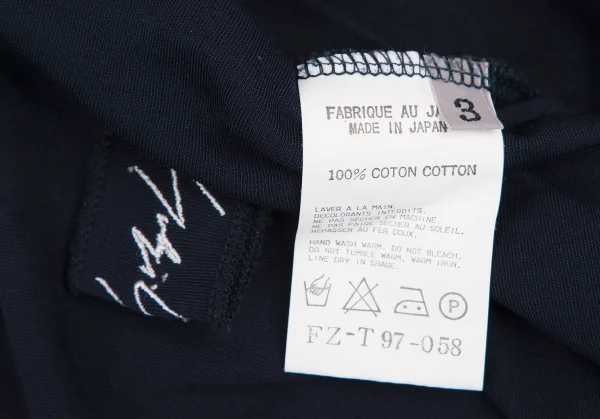 FABRIQUE AU JA
3
MADE IN JAPAN
100% COTON COTTON
LAVER A LA MAIN.
DECOLORANTS INTERDITS.
NE PAS SECHER EN MACHINE.
NE PAS FAIRE SECHER AU SOLEIL.
REPASSER AU FER DOUX.
HAND WASH WARM. DO NOT BLEACH.
DO NOT TUMBLE WARM. WARM IRON.
LINE DRY IN SHADE.
P
FZ-T97-058